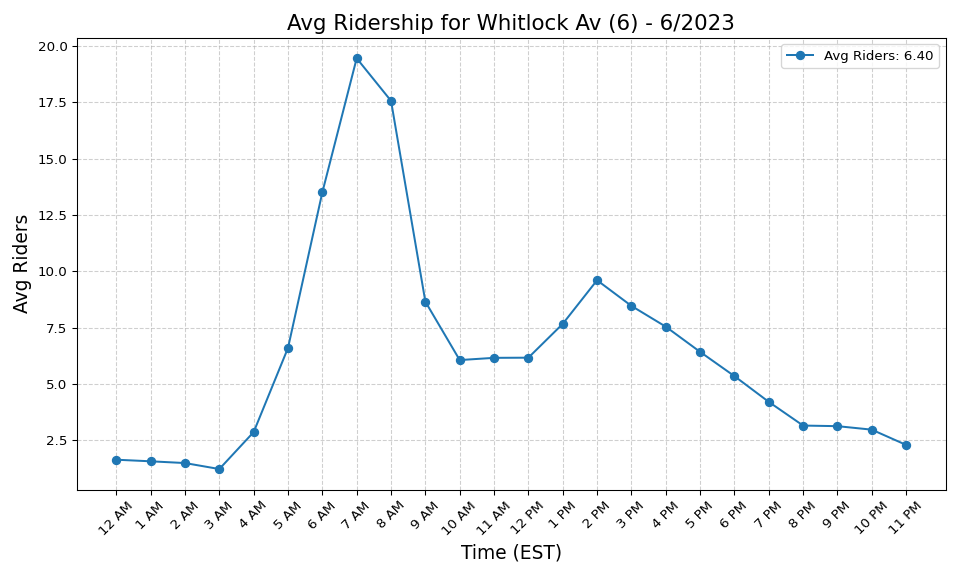 Avg Ridership for Whitlock Av (6) - 6/2023
Avg Riders: 6.40
20.0
17.5
15.0
12.5
10.0
7.5
5.0
2.5
Avg Riders
12 AM
1 AM
2 AM
3 AM
4 AM
5 AM
6 AM
7 AM
8 AM
9 AM
10 AM
11 AM
12 PM
1 PM
2 PM
3 PM
4 PM
5 PM
6 PM
7 PM
8 PM
9 PM
10 PM
11 PM
Time (EST)